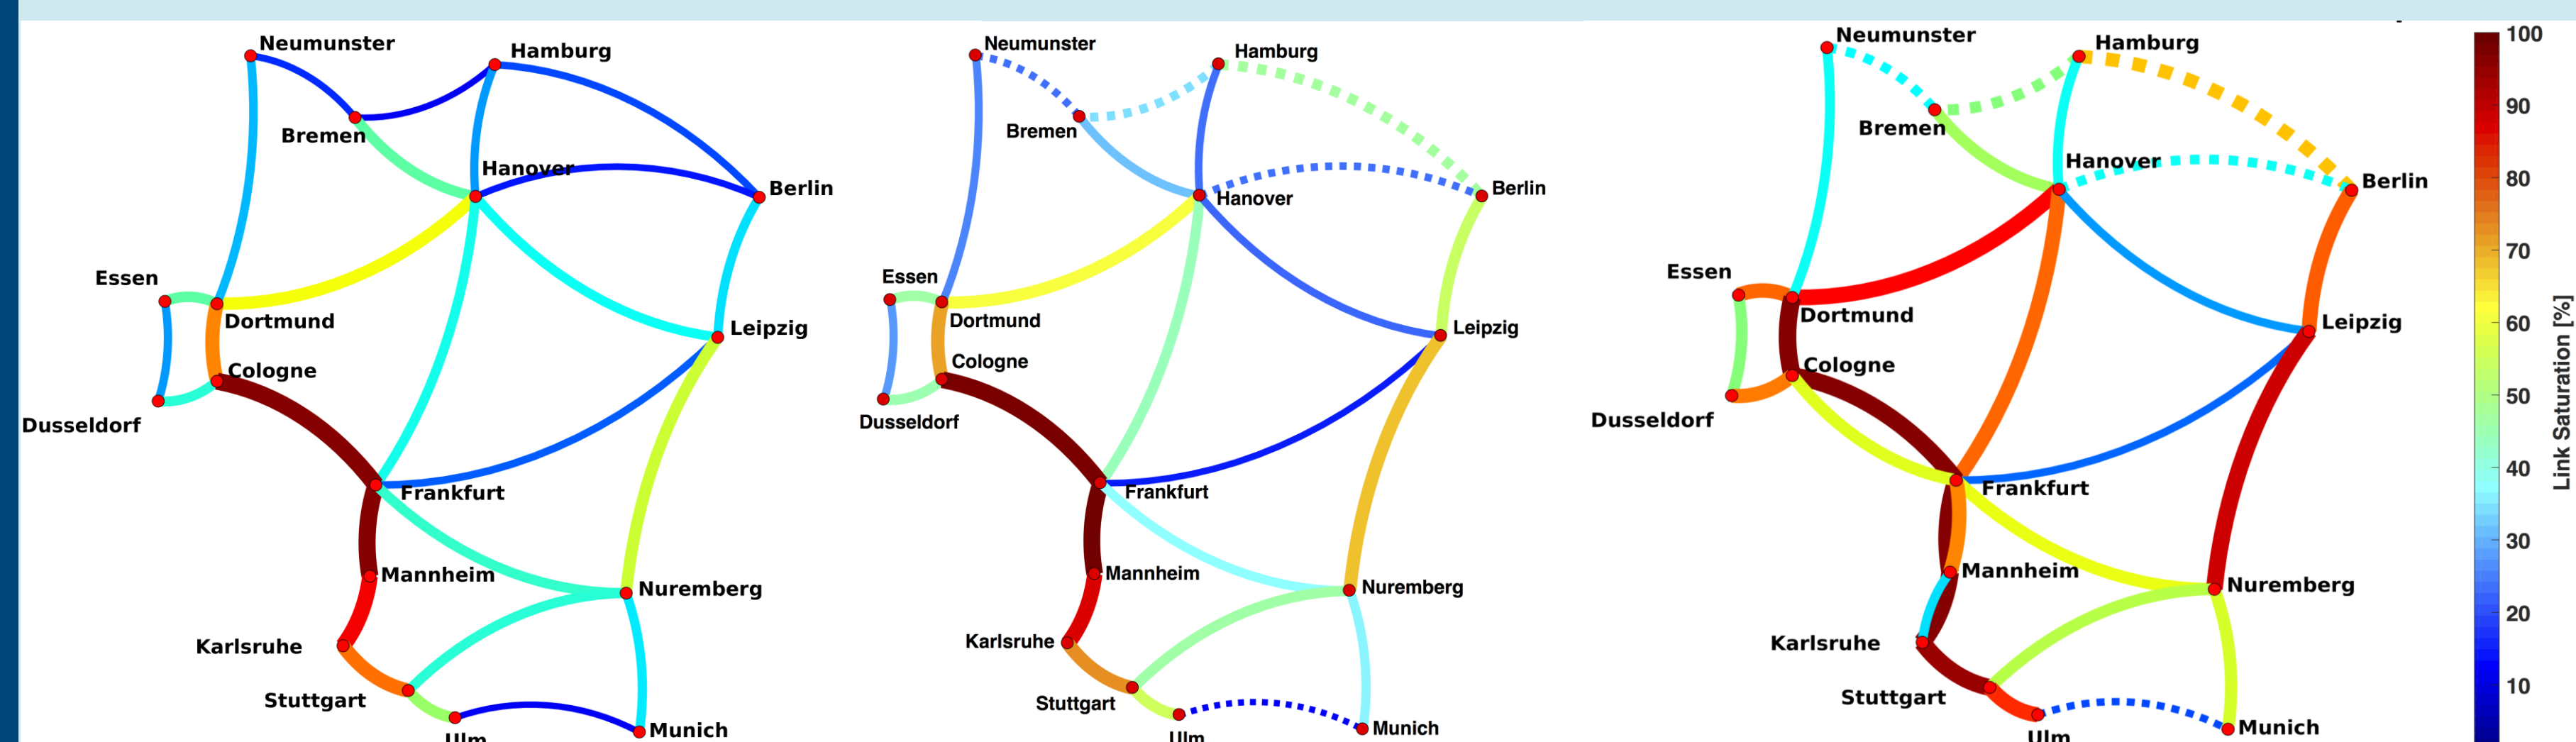 Neumunster
Hamburg
Bremen
Hanover
Berlin
Essen
Dortmund
Leipzig
Cologne
Dusseldorf
Frankfurt
Mannheim
Nuremberg
Karlsruhe
Stuttgart
Ulm
Munich
Neumunster
Hamburg
Bremen
Hanover
Berlin
Essen
Dortmund
Leipzig
Cologne
Dusseldorf
Frankfurt
Mannheim
Nuremberg
Karlsruhe
Stuttgart
Ulm
Munich
Neumunster
Hamburg
Bremen
Hanover
Berlin
Essen
Dortmund
Leipzig
Cologne
Dusseldorf
Frankfurt
Mannheim
Nuremberg
Karlsruhe
Stuttgart
Ulm
Munich
100
90
80
70
60
50
40
30
20
10
Link Saturation [%]